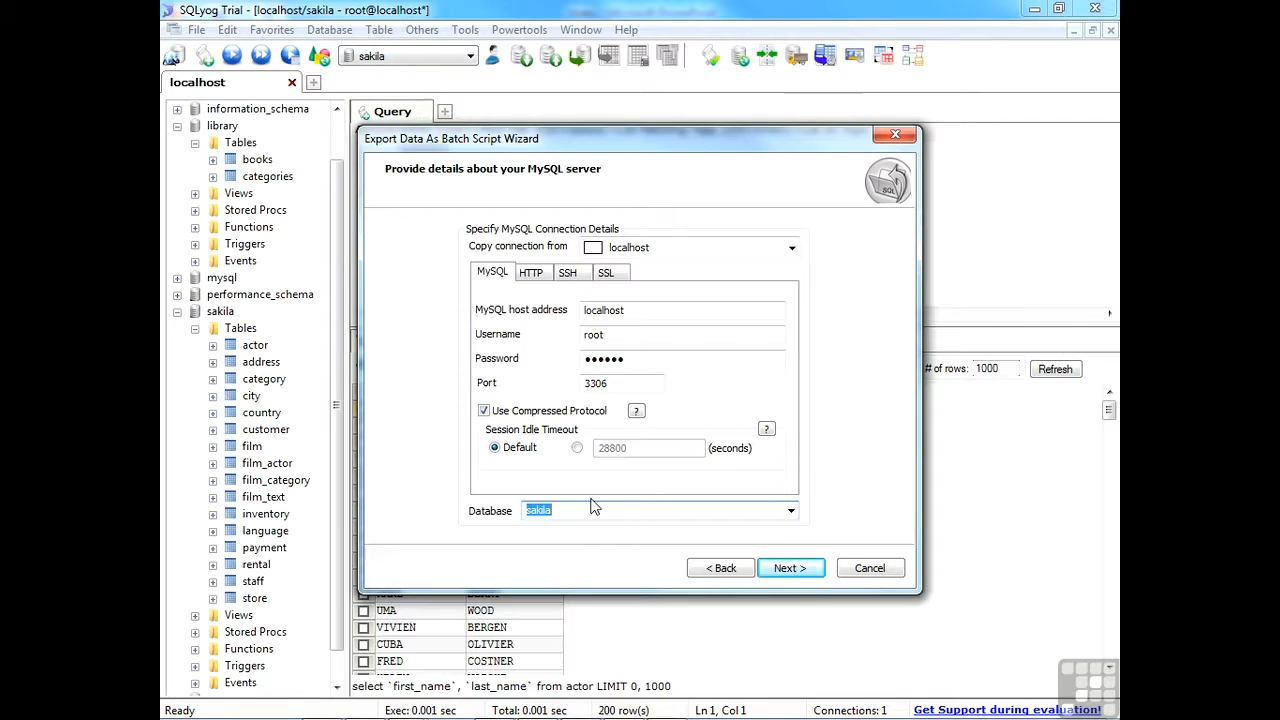 SQLyog Trial - [localhost/sakila - root@localhost*]
File Edit Favorites Database Table Others Tools Powertools Window Help
sakila
localhost
Query
information_schema
library
Tables
books
categories
Views
Stored Procs
Functions
Triggers
Events
mysql
performance_schema
sakila
Tables
actor
address
category
city
country
customer
film
film_actor
film_category
film_text
inventory
language
payment
rental
staff
store
Views
Stored Procs
Functions
Triggers
Events
Export Data As Batch Script Wizard
Provide details about your MySQL server
SQL
Specify MySQL Connection Details
Copy connection from localhost
MySQL HTTP SSH SSL
MySQL host address localhost
Username root
Password ••••••
Port 3306
Use Compressed Protocol ?
Session Idle Timeout ?
Default 28800 (seconds)
Database sakila
< Back Next > Cancel
# of rows: 1000 Refresh
UMA WOOD
VIVIEN BERGEN
CUBA OLIVIER
FRED COSTNER
select `first_name`, `last_name` from actor LIMIT 0, 1000
Ready Exec: 0.001 sec Total: 0.001 sec 200 row(s) Ln 1, Col 1 Connections: 1 Get Support during evaluation!